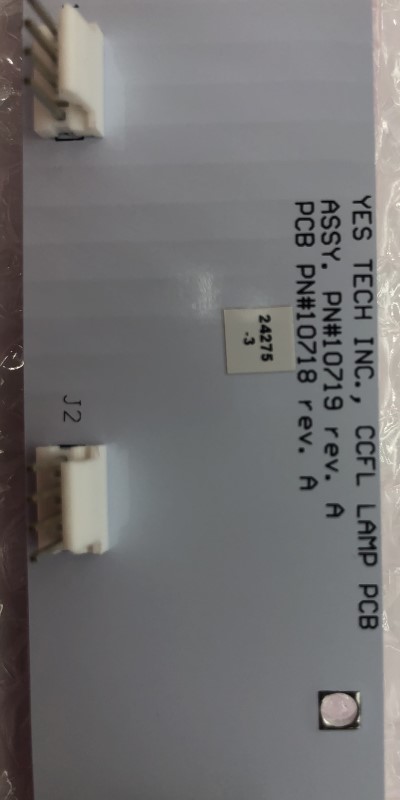 YES TECH INC., CCFL LAMP PCB
ASSY. PN#10719 rev. A
PCB PN#10718 rev. A
24275
-3
J2